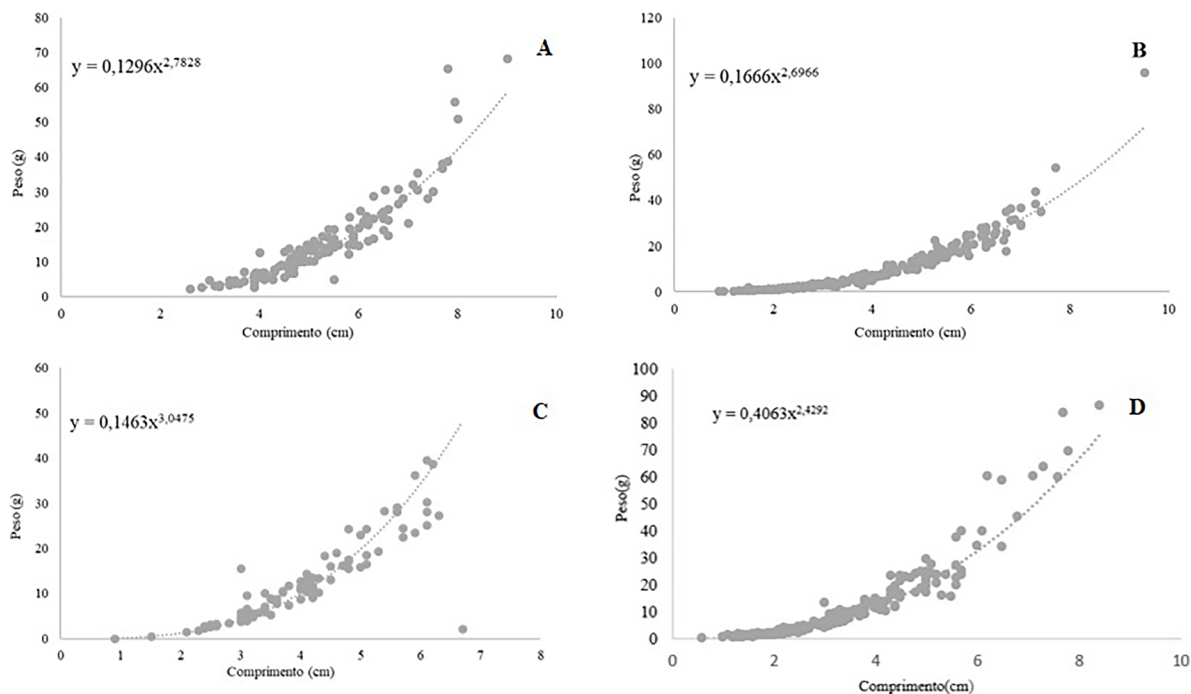 A
y = 0,1296x^2,7828
80
70
60
50
40
30
20
10
0
Peso (g)
0 2 4 6 8 10
Comprimento (cm)
B
y = 0,1666x^2,6966
120
100
80
60
40
20
0
Peso (g)
0 2 4 6 8 10
Comprimento (cm)
C
y = 0,1463x^3,0475
60
50
40
30
20
10
0
Peso (g)
0 1 2 3 4 5 6 7 8
Comprimento (cm)
D
y = 0,4063x^2,4292
100
90
80
70
60
50
40
30
20
10
0
Peso(g)
0 2 4 6 8 10
Comprimento(cm)